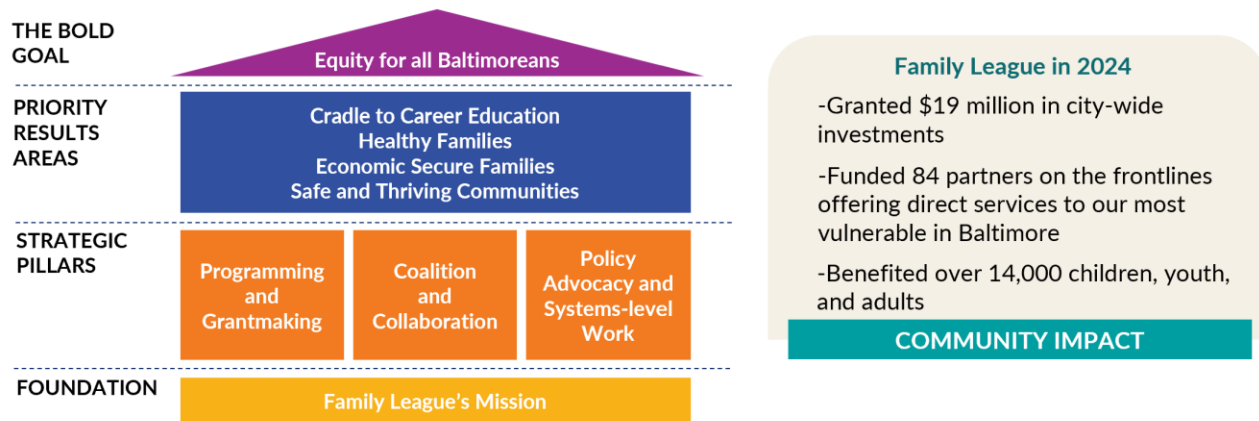 THE BOLD
GOAL
Equity for all Baltimoreans
PRIORITY
RESULTS
AREAS
Cradle to Career Education
Healthy Families
Economic Secure Families
Safe and Thriving Communities
STRATEGIC
PILLARS
Programming
and
Grantmaking
Coalition
and
Collaboration
Policy
Advocacy and
Systems-level
Work
FOUNDATION
Family League's Mission
Family League in 2024
-Granted $19 million in city-wide
investments
-Funded 84 partners on the frontlines
offering direct services to our most
vulnerable in Baltimore
-Benefited over 14,000 children, youth,
and adults
COMMUNITY IMPACT